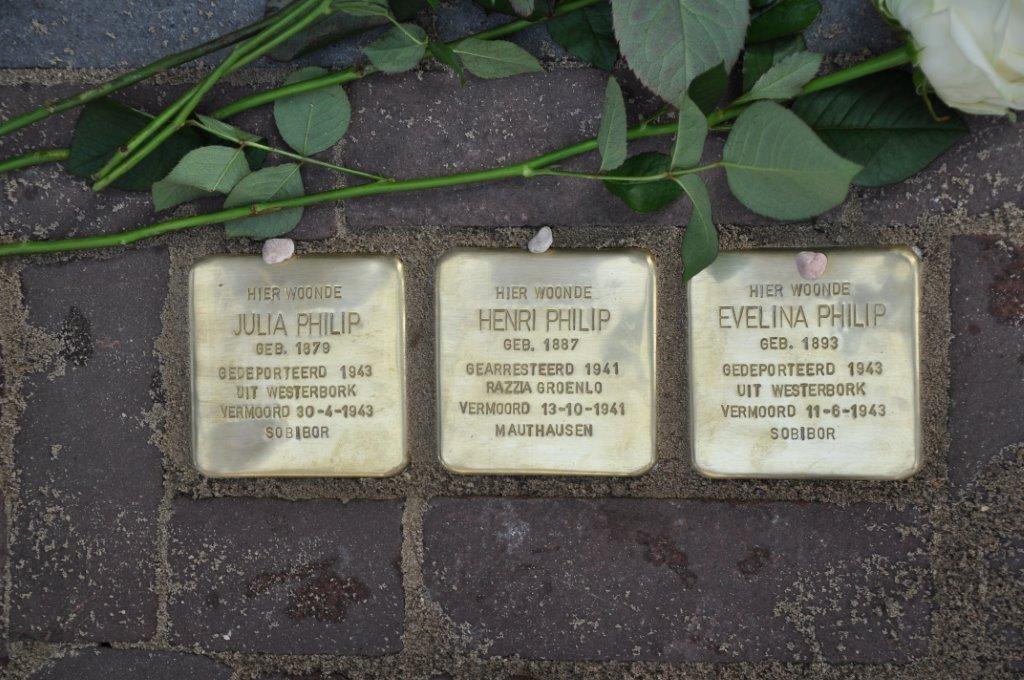 HIER WOONDE
JULIA PHILIP
GEB. 1879
GEDEPORTEERD 1943
UIT WESTERBORK
VERMOORD 30-4-1943
SOBIBOR
HIER WOONDE
HENRI PHILIP
GEB. 1887
GEARRESTEERD 1941
RAZZIA GROENLO
VERMOORD 13-10-1941
MAUTHAUSEN
HIER WOONDE
EVELINA PHILIP
GEB. 1893
GEDEPORTEERD 1943
UIT WESTERBORK
VERMOORD 11-6-1943
SOBIBOR